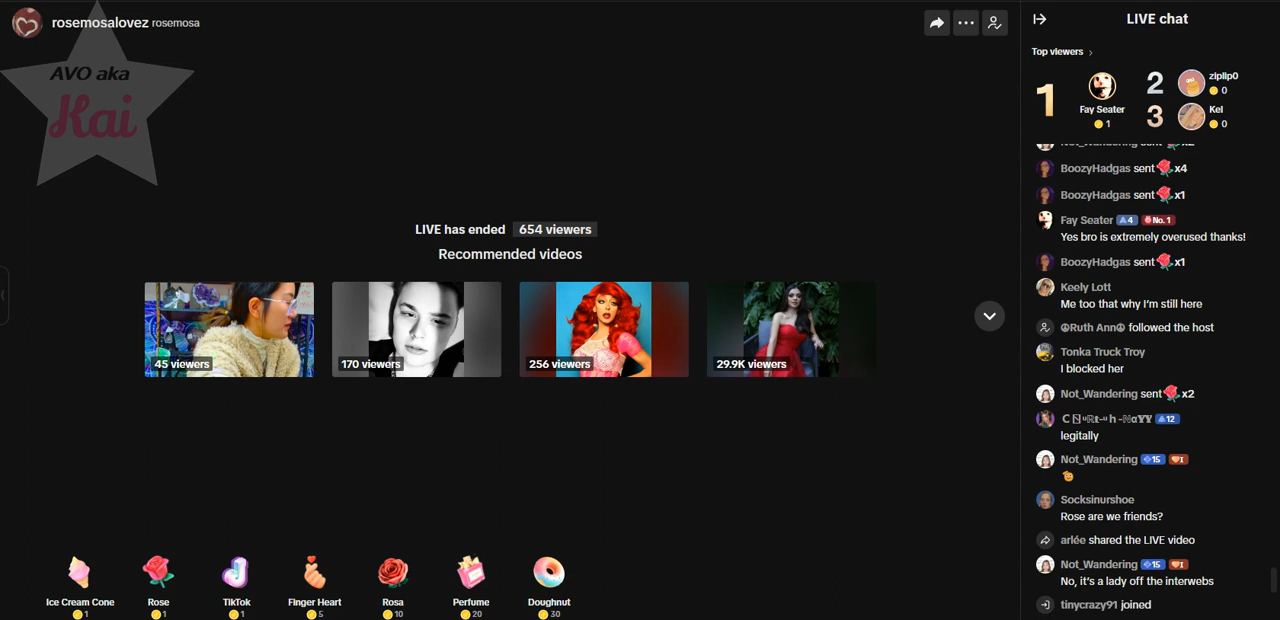 rosemosalovez rosemosa
AVO aka
Kai
LIVE has ended 654 viewers
Recommended videos
45 viewers
170 viewers
256 viewers
29.9K viewers
Ice Cream Cone
1
Rose
1
TikTok
1
Finger Heart
5
Rosa
10
Perfume
20
Doughnut
30
LIVE chat
Top viewers
1
Fay Seater
1
2
ziplip0
0
3
Kel
0
Not_Wandering sent x2
BoozyHadgas sent x4
BoozyHadgas sent x1
Fay Seater 4 No. 1
Yes bro is extremely overused thanks!
BoozyHadgas sent x1
Keely Lott
Me too that why I'm still here
☮Ruth Ann☮ followed the host
Tonka Truck Troy
I blocked her
Not_Wandering sent x2
12
legitally
Not_Wandering 15 I
Socksinurshoe
Rose are we friends?
arlée shared the LIVE video
Not_Wandering 15 I
No, it's a lady off the interwebs
tinycrazy91 joined